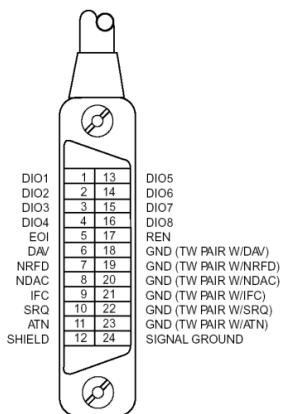 DIO1 1 13 DIO5
DIO2 2 14 DIO6
DIO3 3 15 DIO7
DIO4 4 16 DIO8
EOI 5 17 REN
DAV 6 18 GND (TW PAIR W/DAV)
NRFD 7 19 GND (TW PAIR W/NRFD)
NDAC 8 20 GND (TW PAIR W/NDAC)
IFC 9 21 GND (TW PAIR W/IFC)
SRQ 10 22 GND (TW PAIR W/SRQ)
ATN 11 23 GND (TW PAIR W/ATN)
SHIELD 12 24 SIGNAL GROUND